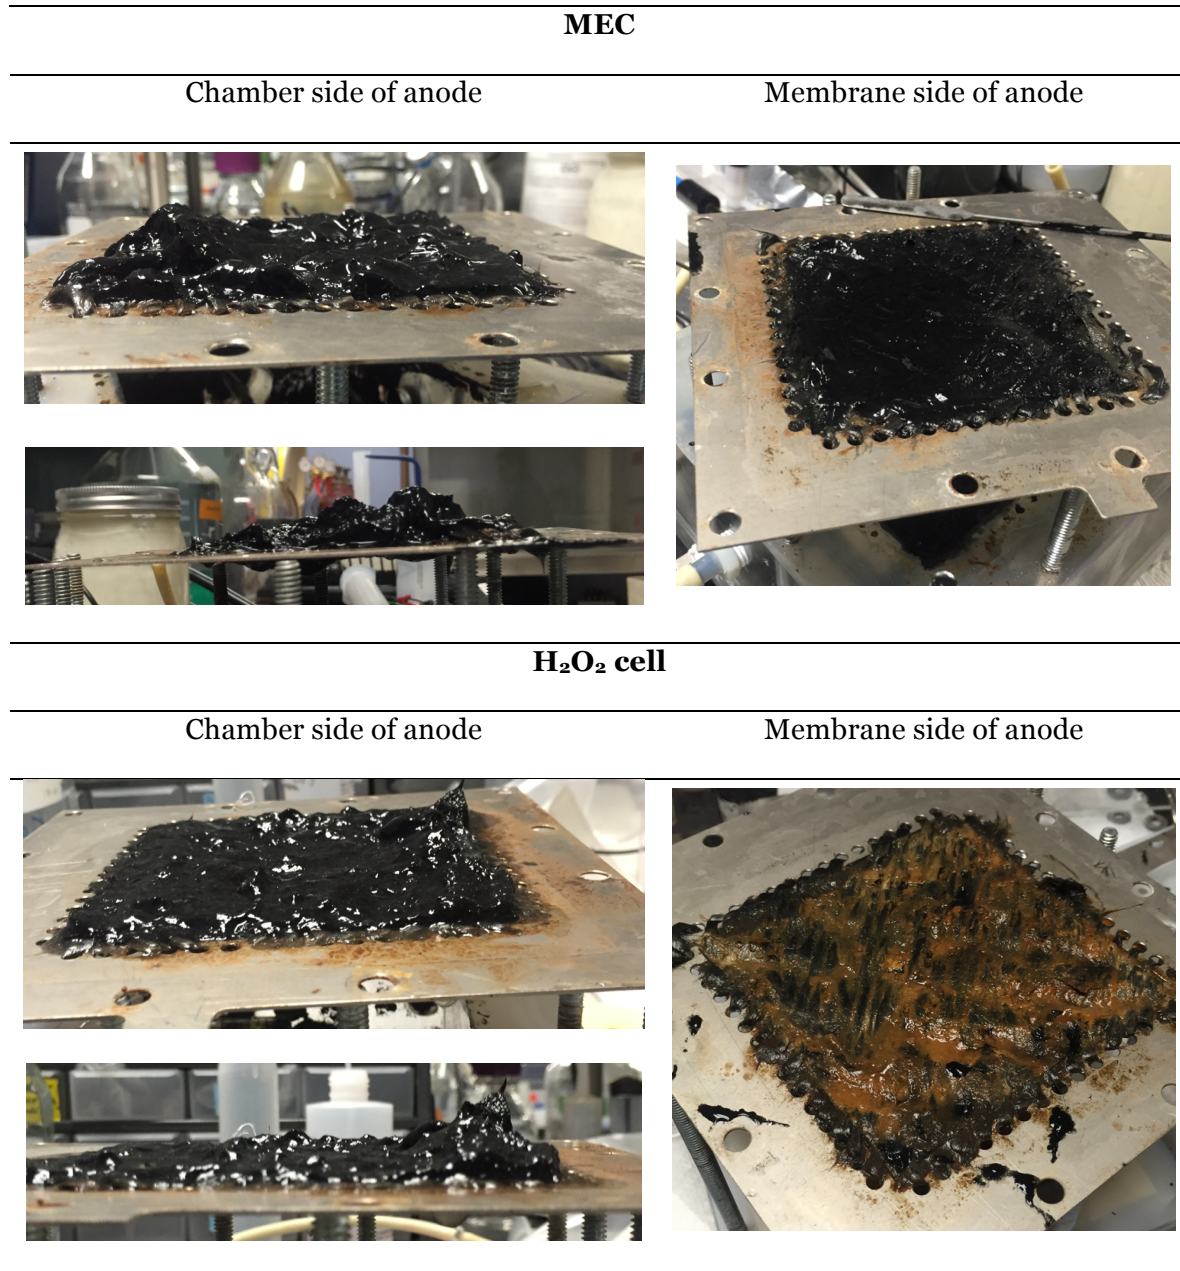 MEC
Chamber side of anode
Membrane side of anode
H₂O₂ cell
Chamber side of anode
Membrane side of anode